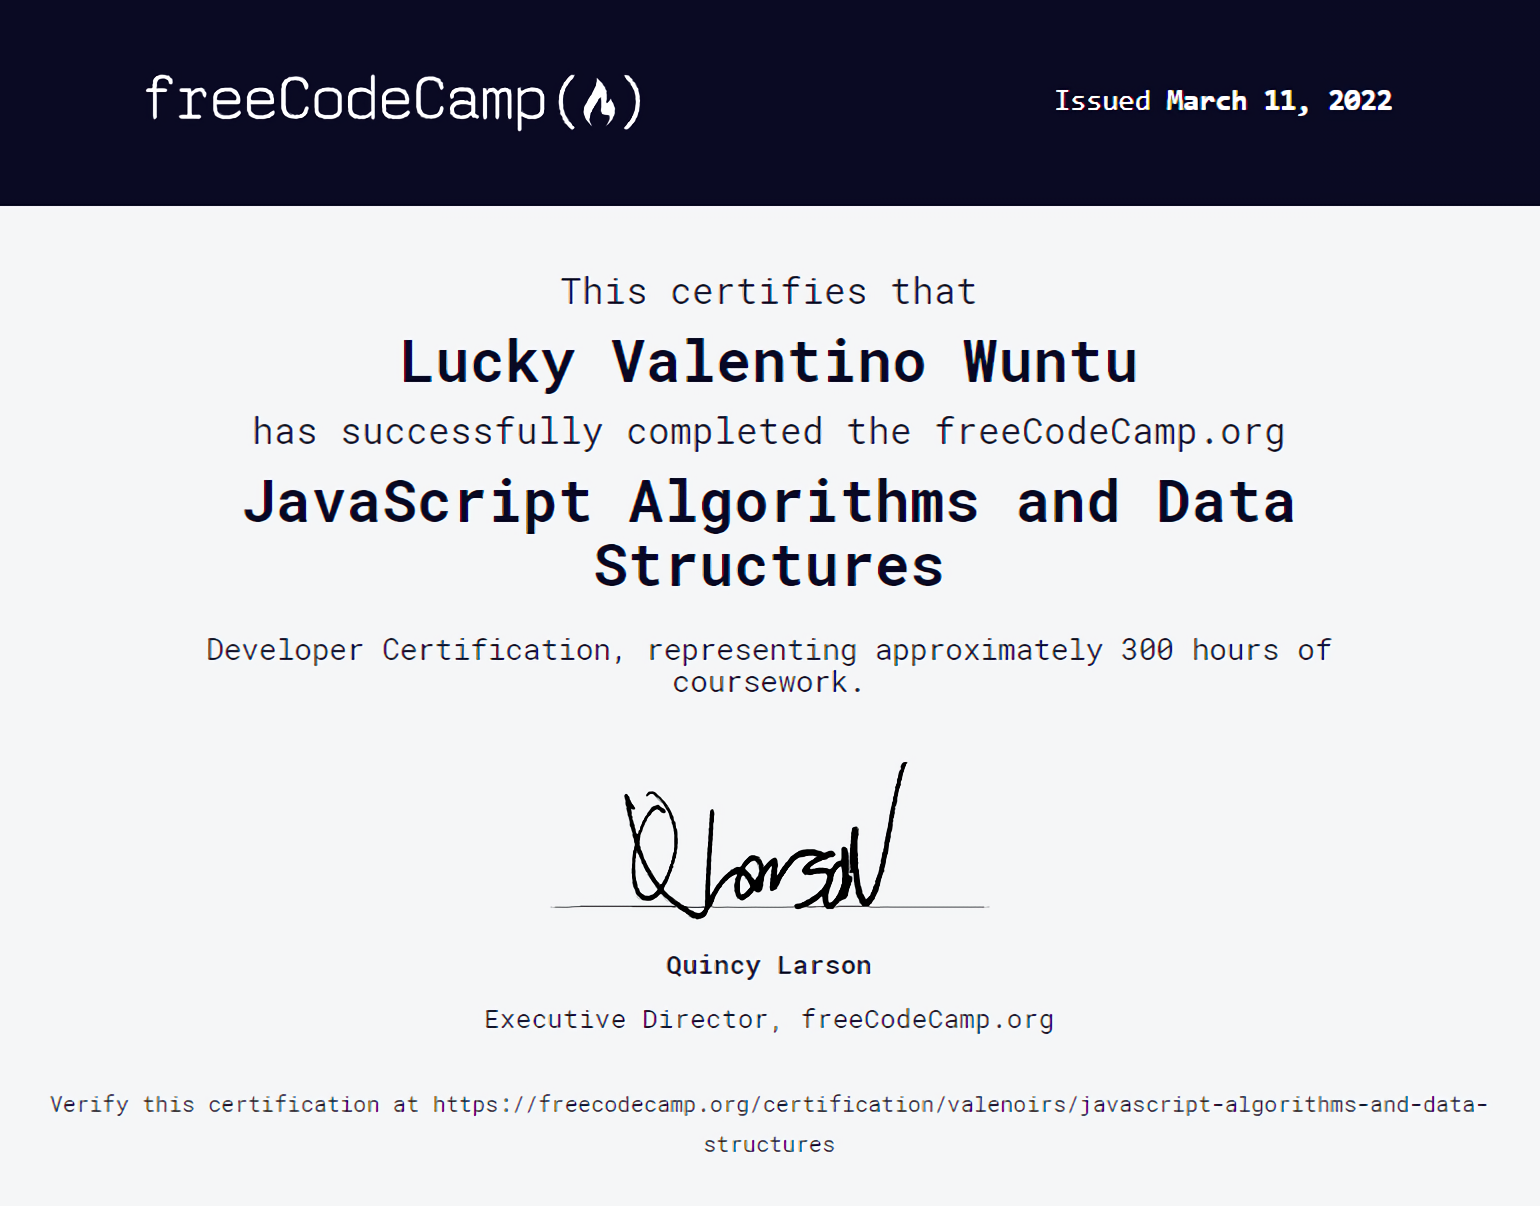 freeCodeCamp(🔥)
Issued March 11, 2022
This certifies that
Lucky Valentino Wuntu
has successfully completed the freeCodeCamp.org
JavaScript Algorithms and Data
Structures
Developer Certification, representing approximately 300 hours of
coursework.
Q Larson
Quincy Larson
Executive Director, freeCodeCamp.org
Verify this certification at https://freecodecamp.org/certification/valenoirs/javascript-algorithms-and-data-
structures